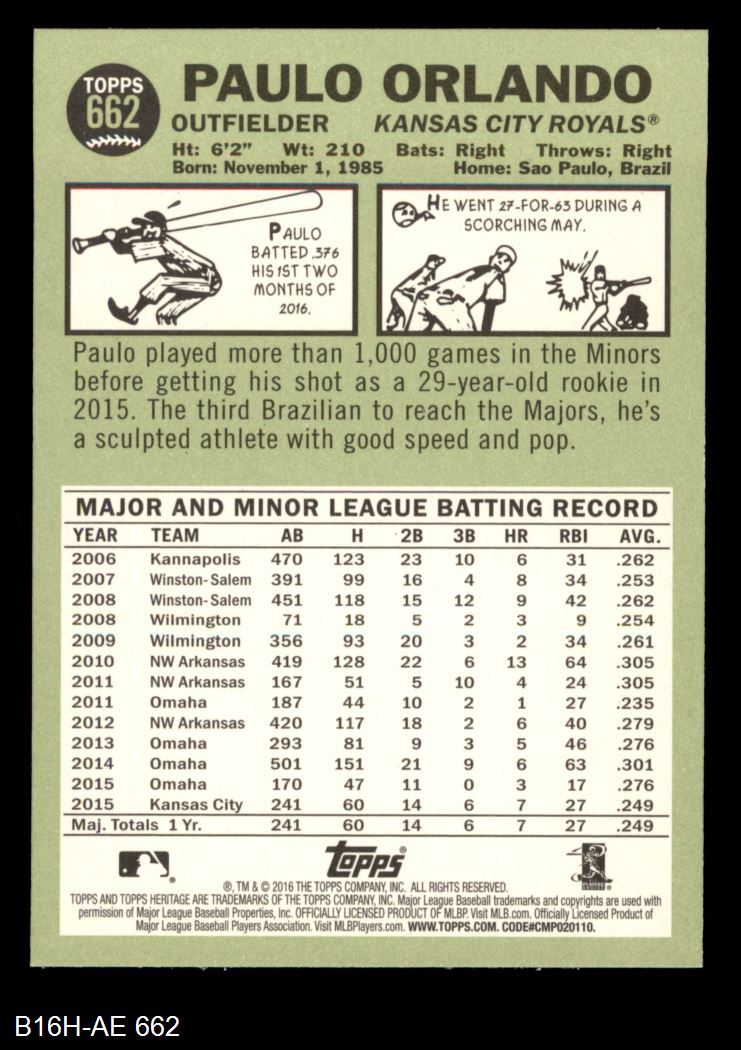 TOPPS
662
PAULO ORLANDO
OUTFIELDER KANSAS CITY ROYALS®
Ht: 6'2" Wt: 210 Bats: Right Throws: Right
Born: November 1, 1985 Home: Sao Paulo, Brazil
PAULO
BATTED .376
HIS 1ST TWO
MONTHS OF
2016.
HE WENT 27-FOR-63 DURING A
SCORCHING MAY.
Paulo played more than 1,000 games in the Minors
before getting his shot as a 29-year-old rookie in
2015. The third Brazilian to reach the Majors, he's
a sculpted athlete with good speed and pop.
MAJOR AND MINOR LEAGUE BATTING RECORD
YEAR TEAM AB H 2B 3B HR RBI AVG.
2006 Kannapolis 470 123 23 10 6 31 .262
2007 Winston-Salem 391 99 16 4 8 34 .253
2008 Winston-Salem 451 118 15 12 9 42 .262
2008 Wilmington 71 18 5 2 3 9 .254
2009 Wilmington 356 93 20 3 2 34 .261
2010 NW Arkansas 419 128 22 6 13 64 .305
2011 NW Arkansas 167 51 5 10 4 24 .305
2011 Omaha 187 44 10 2 1 27 .235
2012 NW Arkansas 420 117 18 2 6 40 .279
2013 Omaha 293 81 9 3 5 46 .276
2014 Omaha 501 151 21 9 6 63 .301
2015 Omaha 170 47 11 0 3 17 .276
2015 Kansas City 241 60 14 6 7 27 .249
Maj. Totals 1 Yr. 241 60 14 6 7 27 .249
topps®
®, TM & © 2016 THE TOPPS COMPANY, INC. ALL RIGHTS RESERVED.
TOPPS AND TOPPS HERITAGE ARE TRADEMARKS OF THE TOPPS COMPANY, INC. Major League Baseball trademarks and copyrights are used with
permission of Major League Baseball Properties, Inc. OFFICIALLY LICENSED PRODUCT OF MLBP. Visit MLB.com. Officially Licensed Product of
Major League Baseball Players Association. Visit MLBPlayers.com. WWW.TOPPS.COM. CODE#CMP020110.
B16H-AE 662